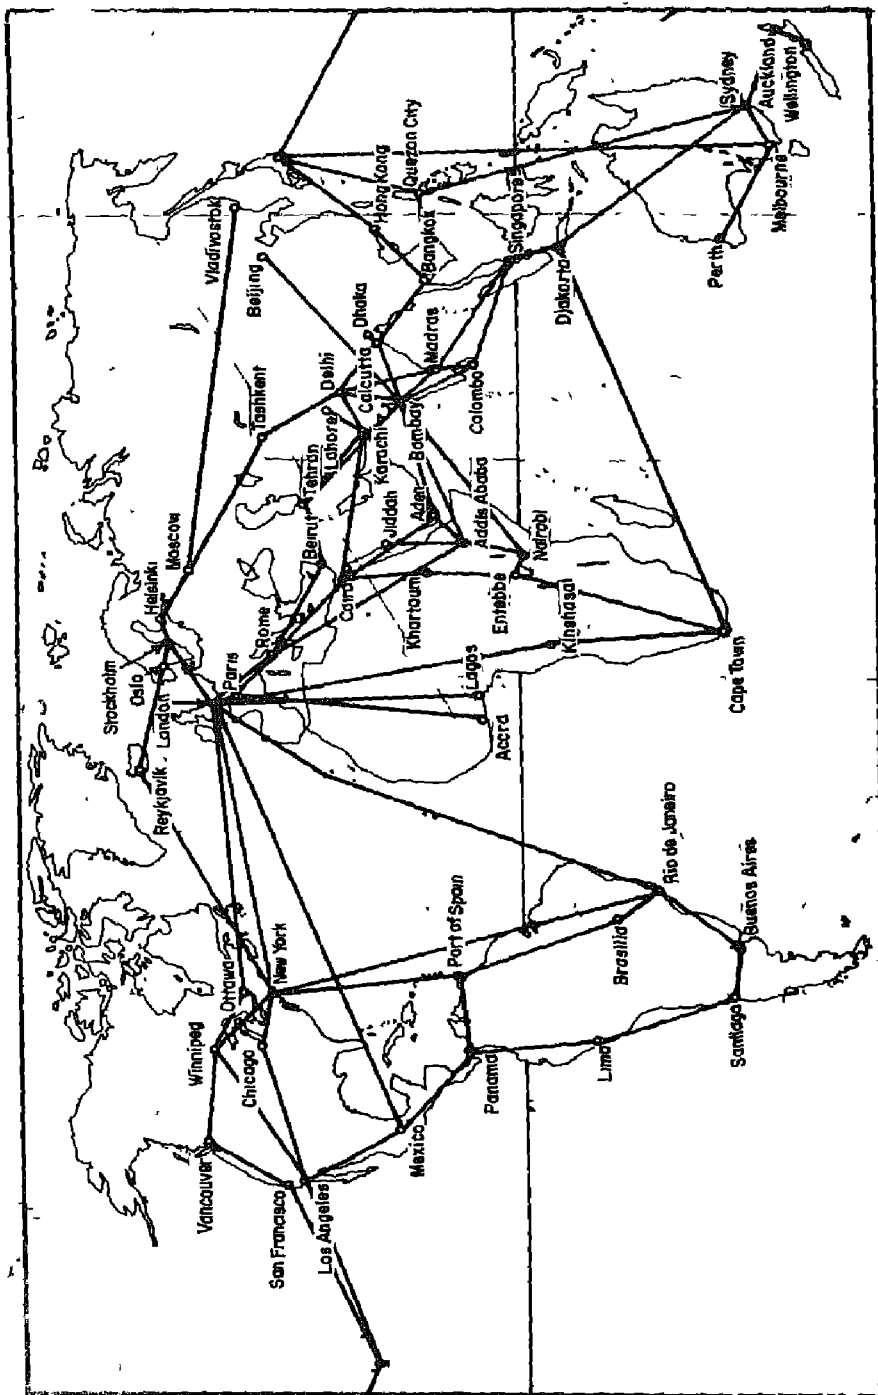 Reykjavik
Oslo
Stockholm
Helsinki
Moscow
London
Paris
Rome
Beirut
Tehran
Tashkent
Vladivostok
Beijing
Lahore
Delhi
Dhaka
Karachi
Calcutta
Hong Kong
Cairo
Jiddah
Aden
Bombay
Madras
Bangkok
Quezon City
Khartoum
Addis Ababa
Colombo
Singapore
Lagos
Accra
Entebbe
Nairobi
Kinshasa
Djakarta
Cape Town
Perth
Melbourne
Sydney
Auckland
Wellington
Vancouver
Winnipeg
Ottawa
Chicago
New York
San Francisco
Los Angeles
Mexico
Panama
Port of Spain
Lima
Brasilia
Rio de Janeiro
Santiago
Buenos Aires